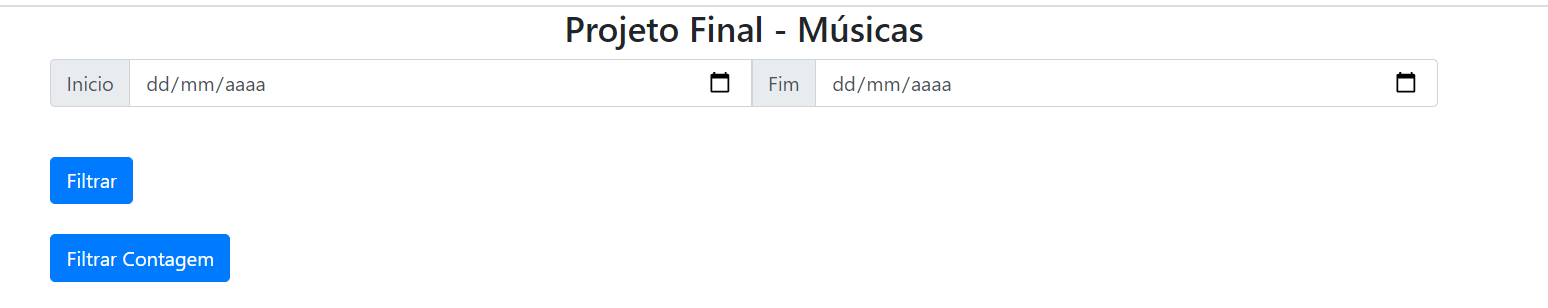 Projeto Final - Músicas
Inicio dd/mm/aaaa Fim dd/mm/aaaa
Filtrar
Filtrar Contagem